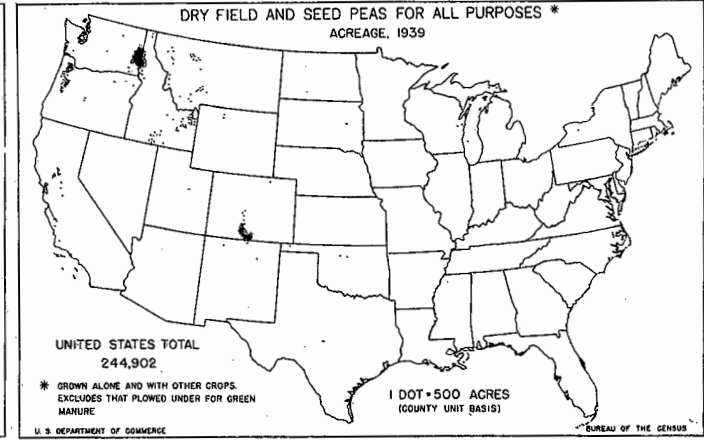 DRY FIELD AND SEED PEAS FOR ALL PURPOSES *
ACREAGE, 1939
UNITED STATES TOTAL
244,902
* GROWN ALONE AND WITH OTHER CROPS.
EXCLUDES THAT PLOWED UNDER FOR GREEN
MANURE
1 DOT=500 ACRES
(COUNTY UNIT BASIS)
U. S. DEPARTMENT OF COMMERCE
BUREAU OF THE CENSUS